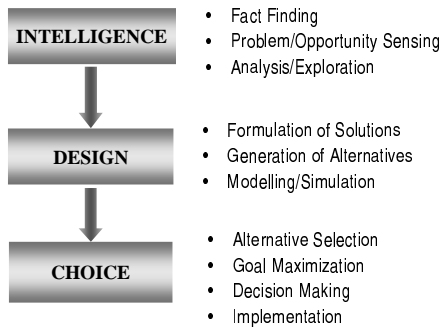 INTELLIGENCE
• Fact Finding
• Problem/Opportunity Sensing
• Analysis/Exploration
DESIGN
• Formulation of Solutions
• Generation of Alternatives
• Modelling/Simulation
CHOICE
• Alternative Selection
• Goal Maximization
• Decision Making
• Implementation